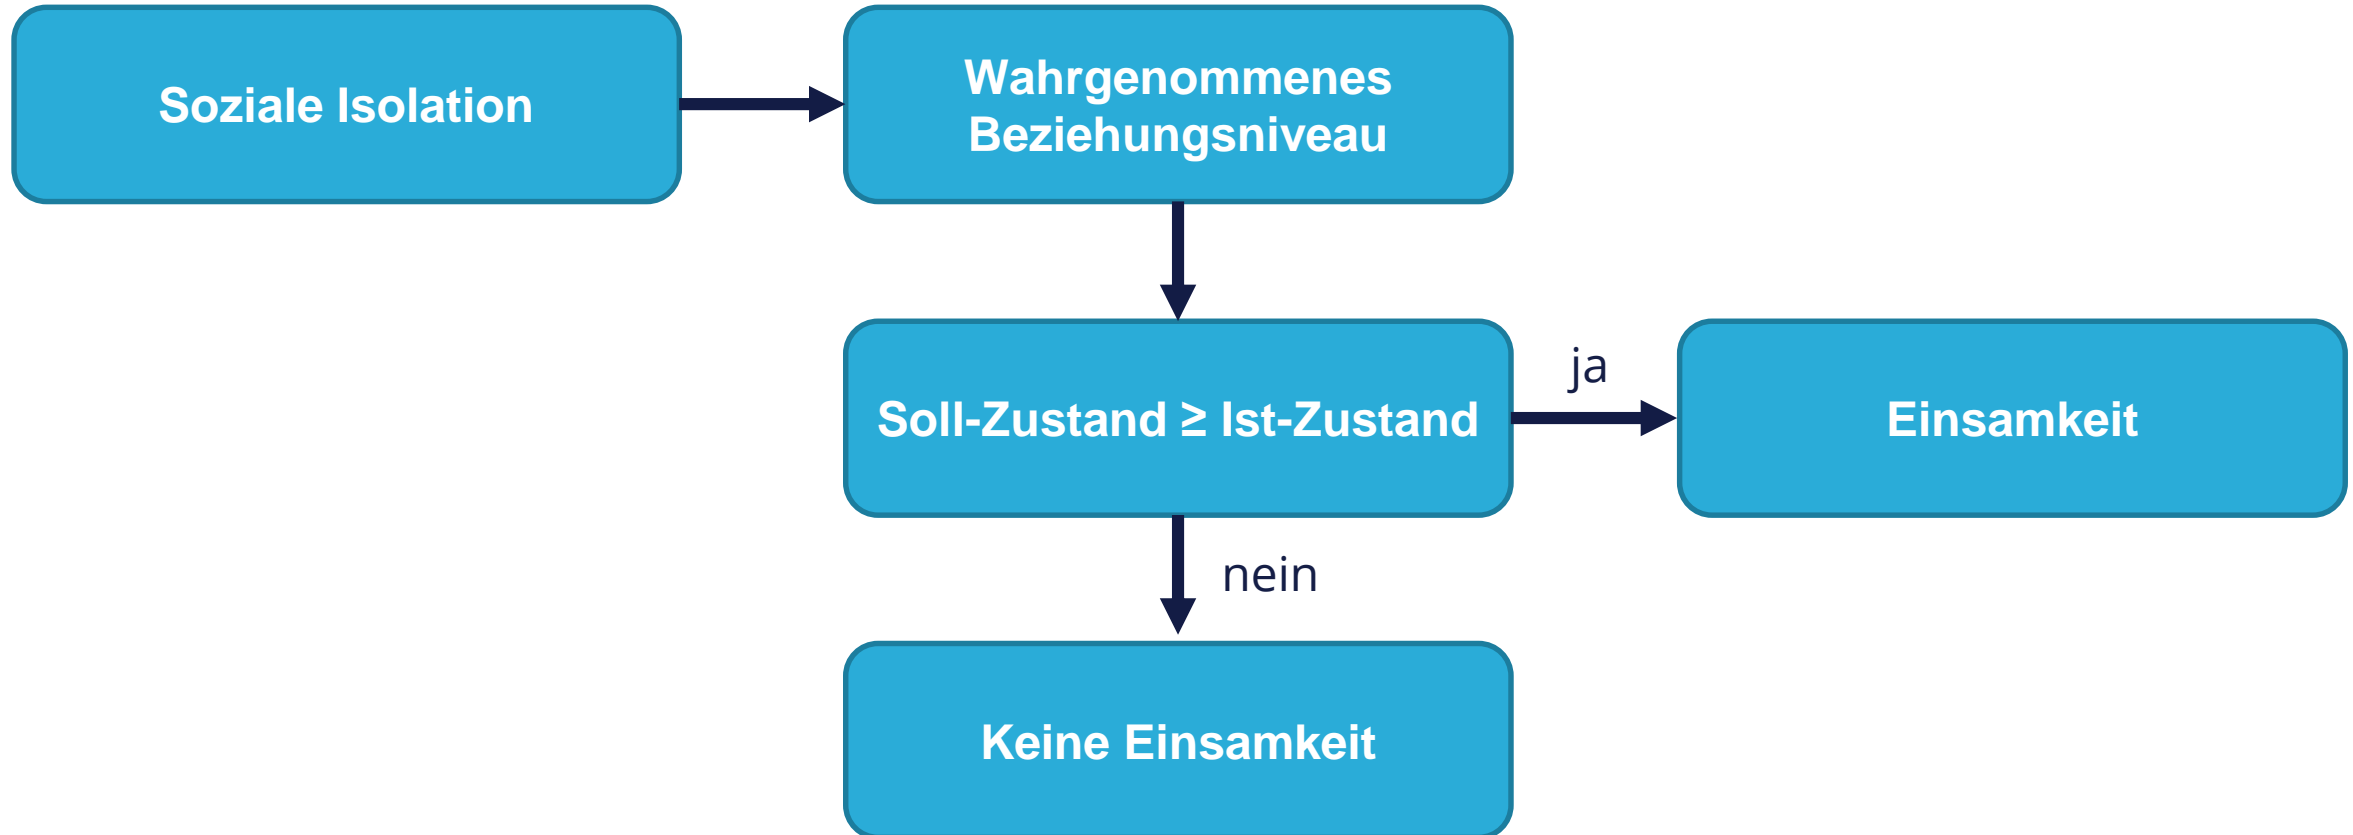 Soziale Isolation
Wahrgenommenes
Beziehungsniveau
Soll-Zustand ≥ Ist-Zustand
ja
Einsamkeit
nein
Keine Einsamkeit